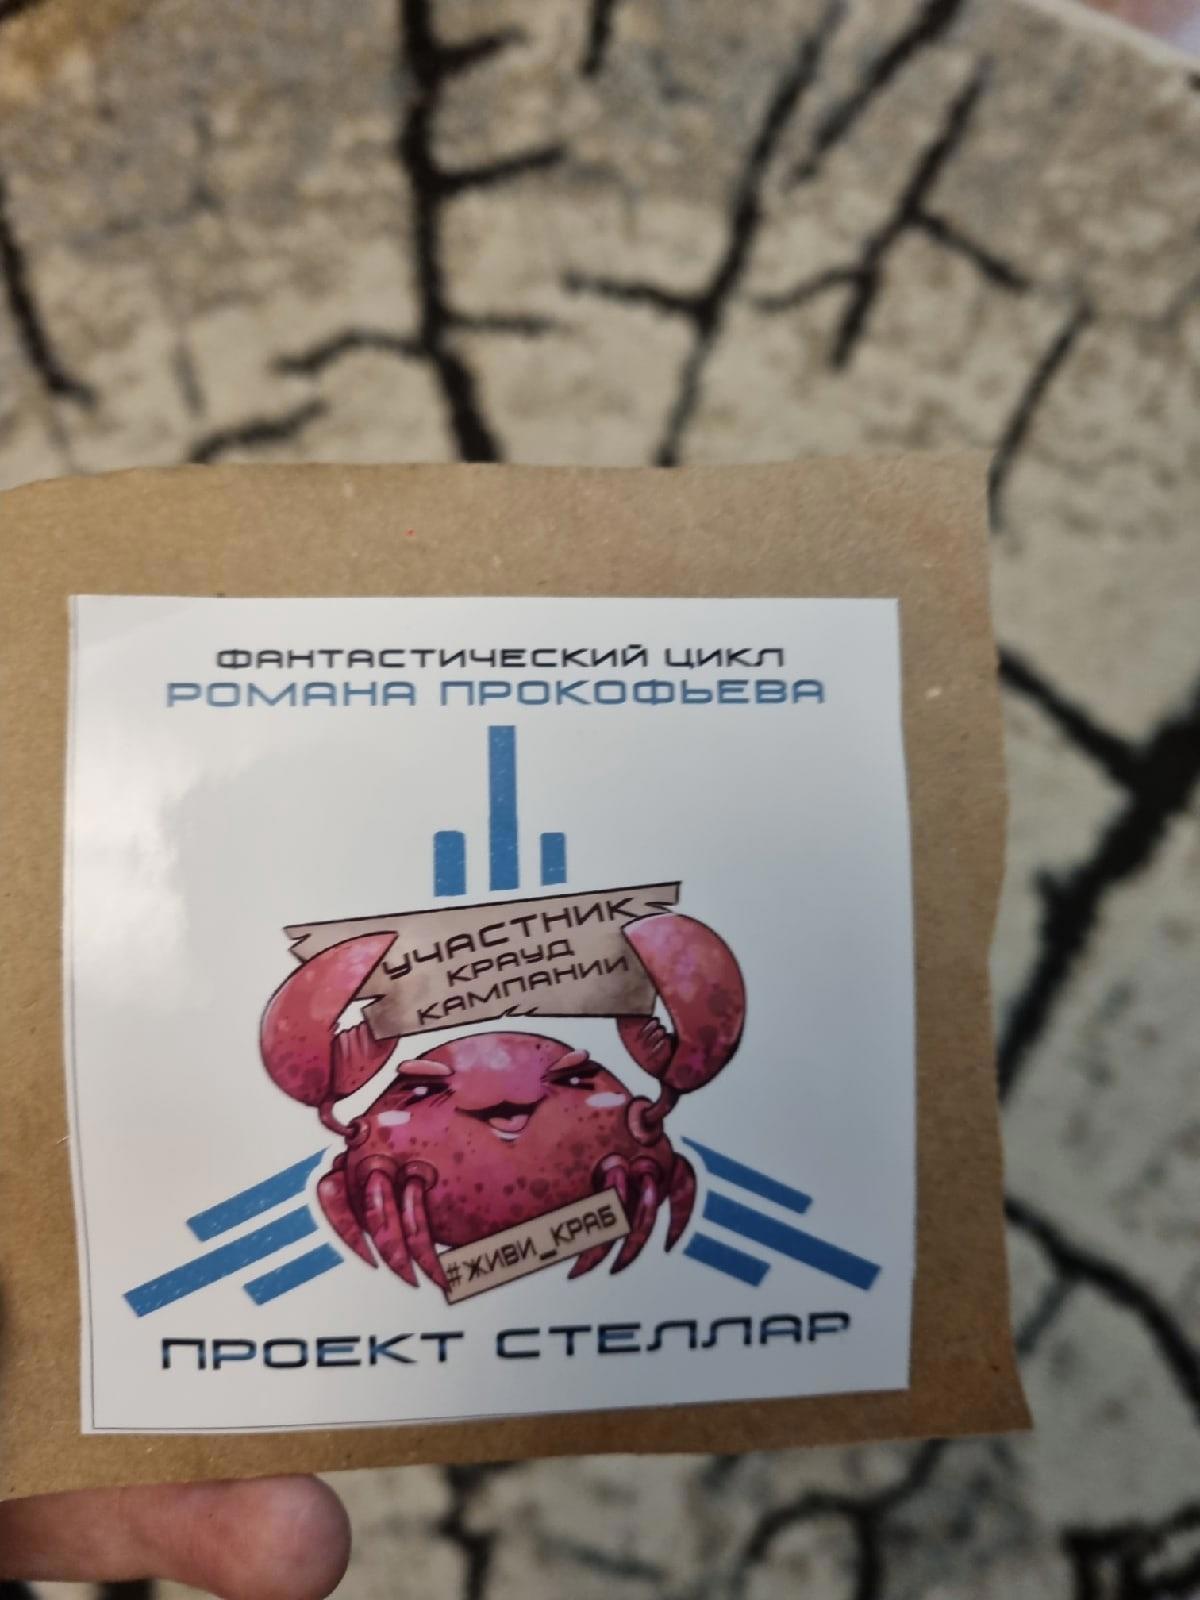 ФАНТАСТИЧЕСКИЙ ЦИКЛ
РОМАНА ПРОКОФЬЕВА
УЧАСТНИК
КРАУД
КАМПАНИИ
#ЖИВИ_КРАБ
ПРОЕКТ СТЕЛЛАР